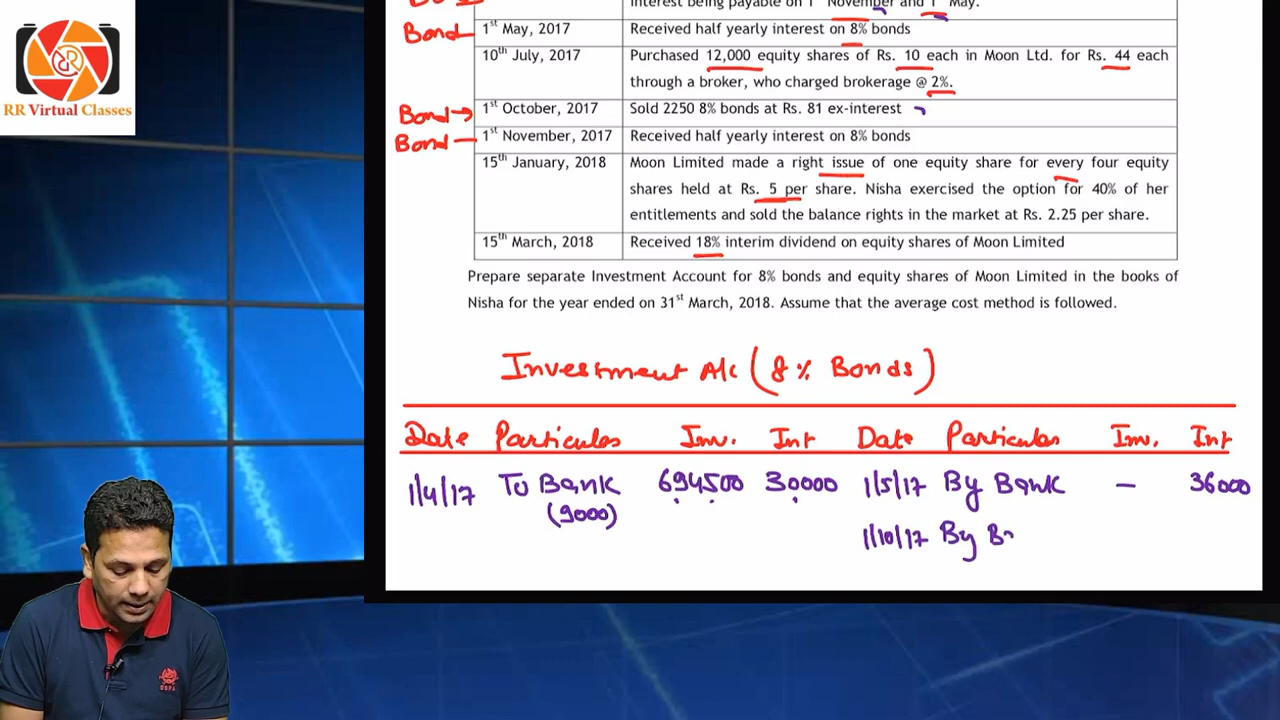 interest being payable on 1st November and 1st May.
Bond 1st May, 2017 Received half yearly interest on 8% bonds
10th July, 2017 Purchased 12,000 equity shares of Rs. 10 each in Moon Ltd. for Rs. 44 each
through a broker, who charged brokerage @ 2%.
Bond → 1st October, 2017 Sold 2250 8% bonds at Rs. 81 ex-interest
Bond 1st November, 2017 Received half yearly interest on 8% bonds
15th January, 2018 Moon Limited made a right issue of one equity share for every four equity
shares held at Rs. 5 per share. Nisha exercised the option for 40% of her
entitlements and sold the balance rights in the market at Rs. 2.25 per share.
15th March, 2018 Received 18% interim dividend on equity shares of Moon Limited
Prepare separate Investment Account for 8% bonds and equity shares of Moon Limited in the books of
Nisha for the year ended on 31st March, 2018. Assume that the average cost method is followed.
Investment A/c (8% Bonds)
Date Particulars Inv. Int Date Particulars Inv. Int
1/4/17 To Bank 694500 30000 1/5/17 By Bank — 36000
(9000)
1/10/17 By
RR Virtual Classes